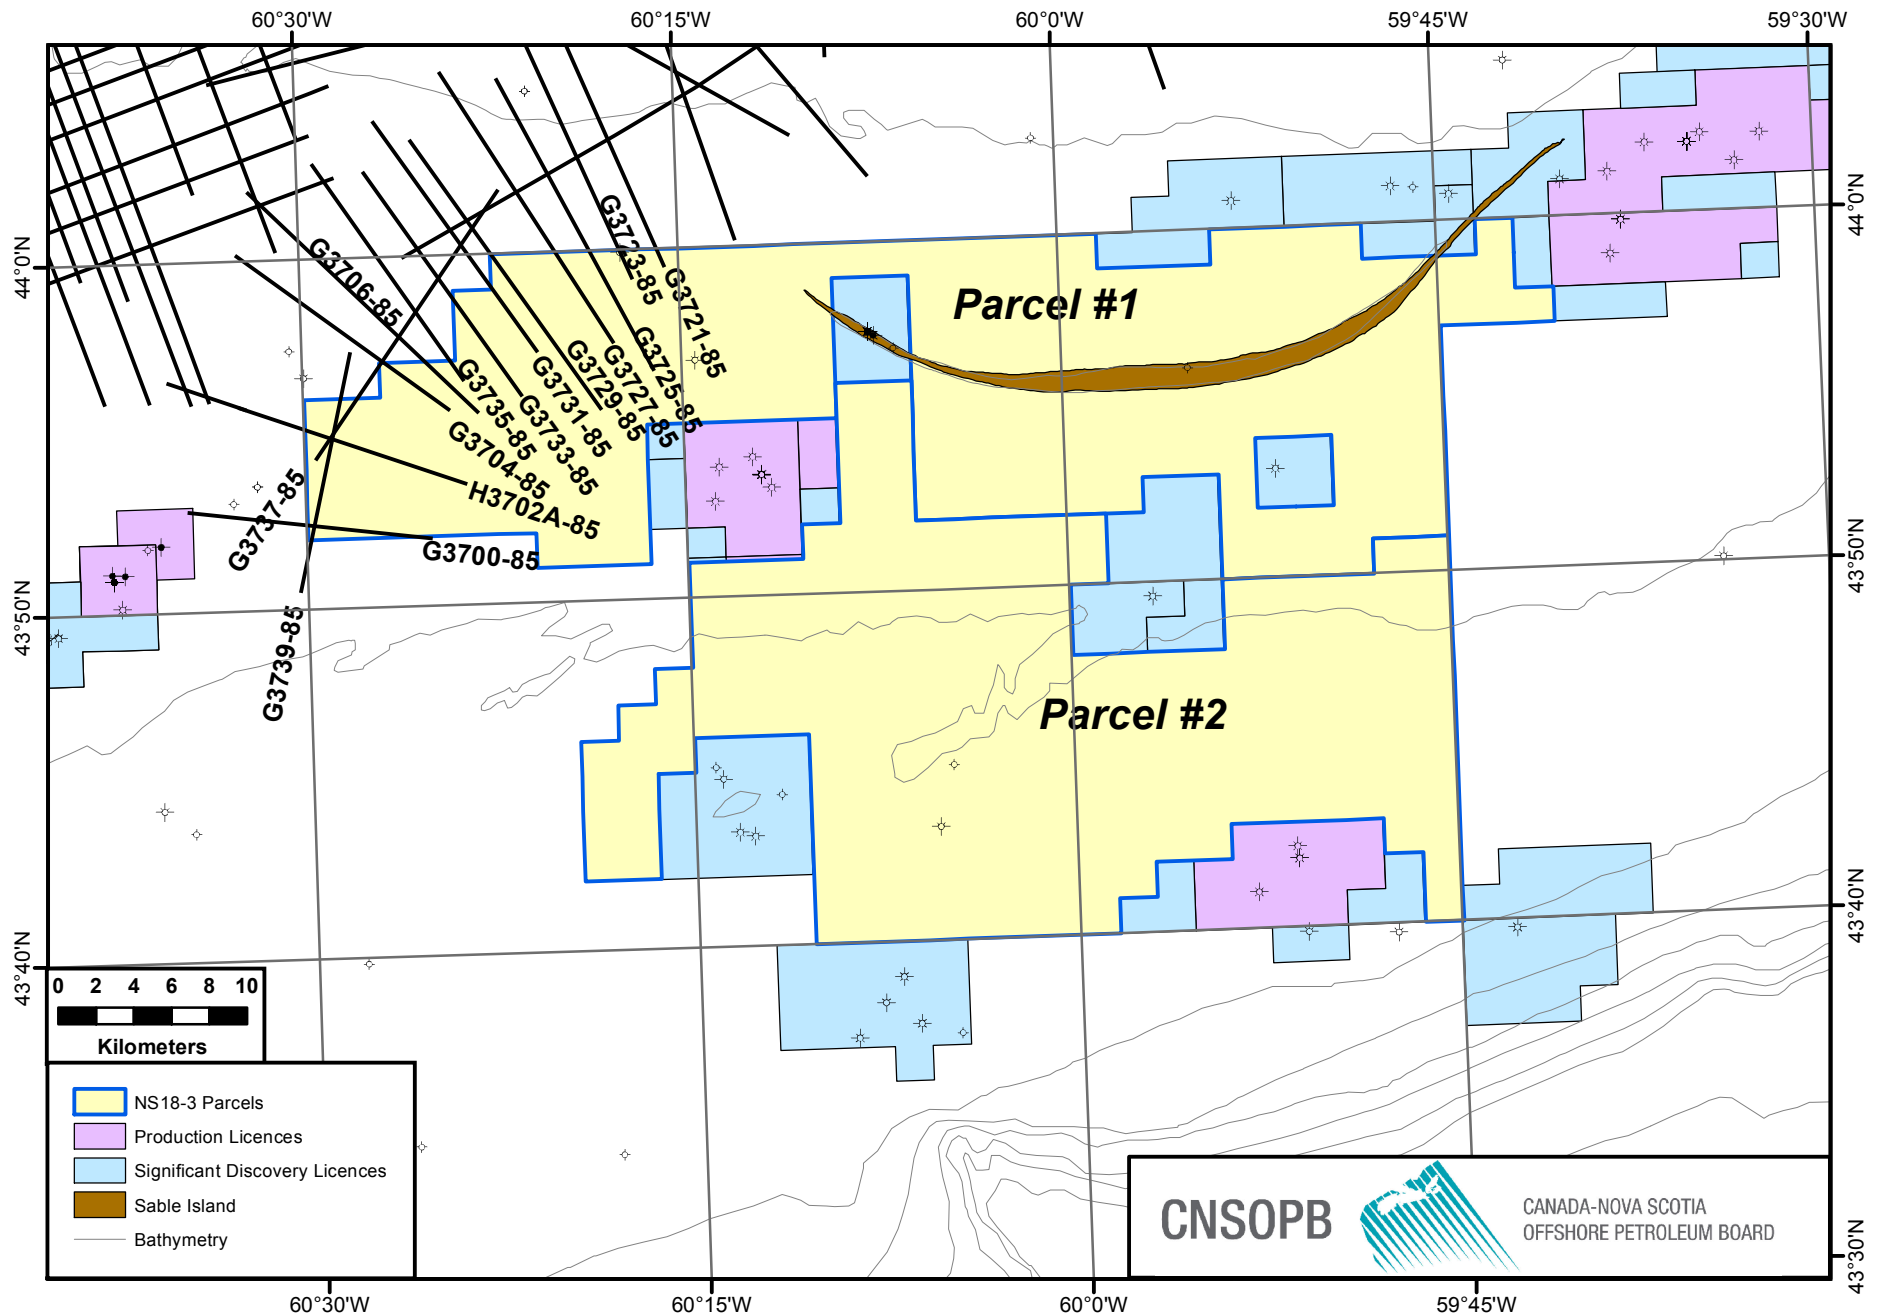 60°30'W
60°15'W
60°0'W
59°45'W
59°30'W
44°0'N
43°50'N
43°40'N
44°0'N
43°50'N
43°40'N
43°30'N
G3723-85
G3721-85
G3706-85
G3725-85
G3727-85
G3729-85
G3731-85
G3733-85
G3735-85
G3704-85
H3702A-85
G3700-85
G3737-85
G3739-85
Parcel #1
Parcel #2
0 2 4 6 8 10
Kilometers
NS18-3 Parcels
Production Licences
Significant Discovery Licences
Sable Island
Bathymetry
CNSOPB
CANADA-NOVA SCOTIA
OFFSHORE PETROLEUM BOARD
60°30'W
60°15'W
60°0'W
59°45'W